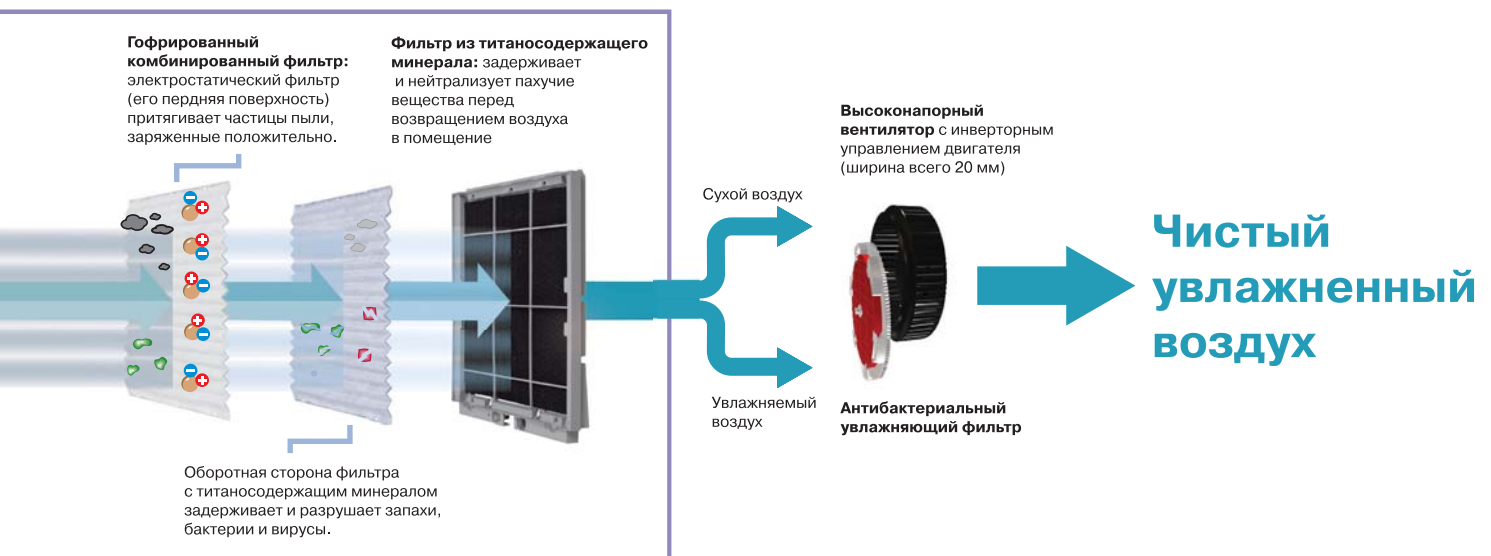 Гофрированный
комбинированный фильтр:
электростатический фильтр
(его пердняя поверхность)
притягивает частицы пыли,
заряженные положительно.
Фильтр из титаносодержащего
минерала: задерживает
и нейтрализует пахучие
вещества перед
возвращением воздуха
в помещение
Оборотная сторона фильтра
с титаносодержащим минералом
задерживает и разрушает запахи,
бактерии и вирусы.
Сухой воздух
Увлажняемый
воздух
Высоконапорный
вентилятор с инверторным
управлением двигателя
(ширина всего 20 мм)
Антибактериальный
увлажняющий фильтр
Чистый
увлажненный
воздух